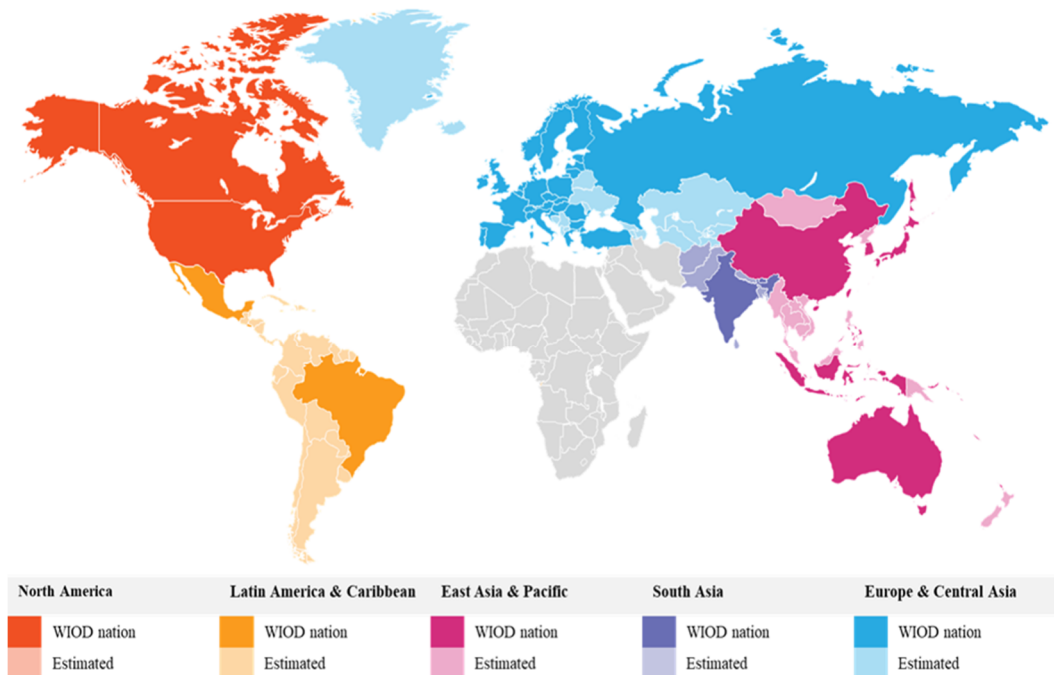 North America Latin America & Caribbean East Asia & Pacific South Asia Europe & Central Asia
WIOD nation WIOD nation WIOD nation WIOD nation WIOD nation
Estimated Estimated Estimated Estimated Estimated